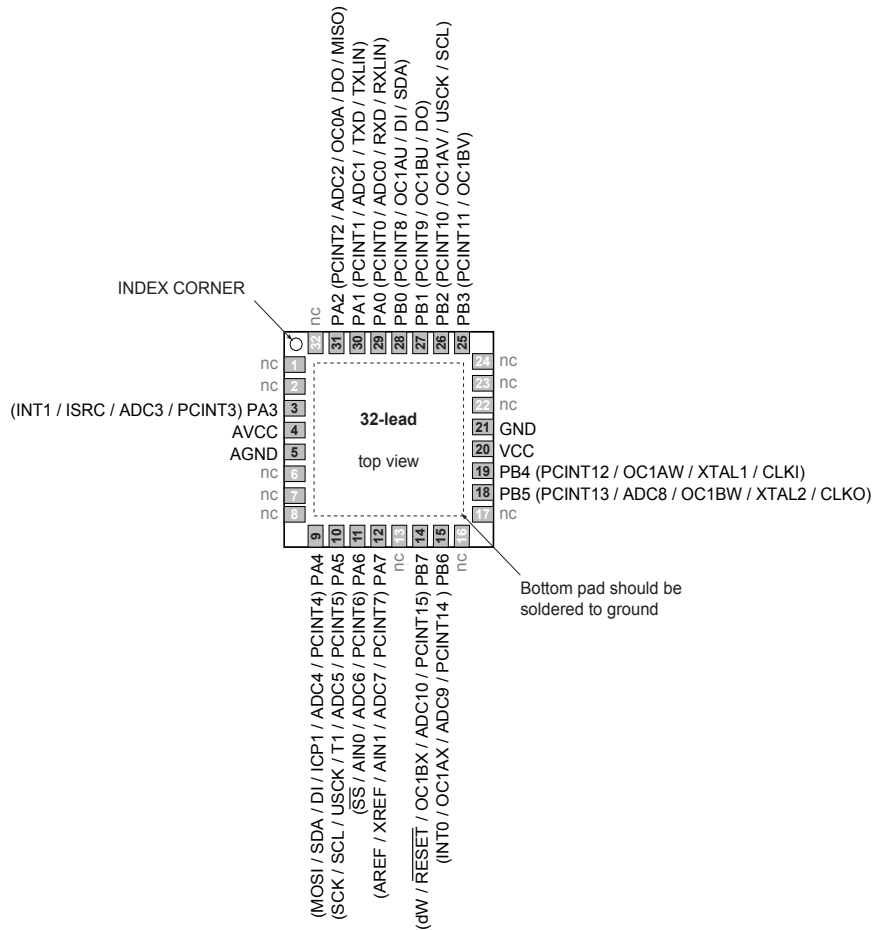 PA2 (PCINT2 / ADC2 / OC0A / DO / MISO)
PA1 (PCINT1 / ADC1 / TXD / TXLIN)
PA0 (PCINT0 / ADC0 / RXD / RXLIN)
PB0 (PCINT8 / OC1AU / DI / SDA)
PB1 (PCINT9 / OC1BU / DO)
PB2 (PCINT10 / OC1AV / USCK / SCL)
PB3 (PCINT11 / OC1BV)
INDEX CORNER
nc
32
31
30
29
28
27
26
25
nc 1
nc 2
(INT1 / ISRC / ADC3 / PCINT3) PA3 3
AVCC 4
AGND 5
nc 6
nc 7
nc 8
32-lead
top view
24 nc
23 nc
22 nc
21 GND
20 VCC
19 PB4 (PCINT12 / OC1AW / XTAL1 / CLKI)
18 PB5 (PCINT13 / ADC8 / OC1BW / XTAL2 / CLKO)
17 nc
9
10
11
12
13
14
15
16
(MOSI / SDA / DI / ICP1 / ADC4 / PCINT4) PA4
(SCK / SCL / USCK / T1 / ADC5 / PCINT5) PA5
(SS / AIN0 / ADC6 / PCINT6) PA6
(AREF / XREF / AIN1 / ADC7 / PCINT7) PA7
nc
(dW / RESET / OC1BX / ADC10 / PCINT15) PB7
(INT0 / OC1AX / ADC9 / PCINT14 ) PB6
nc
Bottom pad should be
soldered to ground